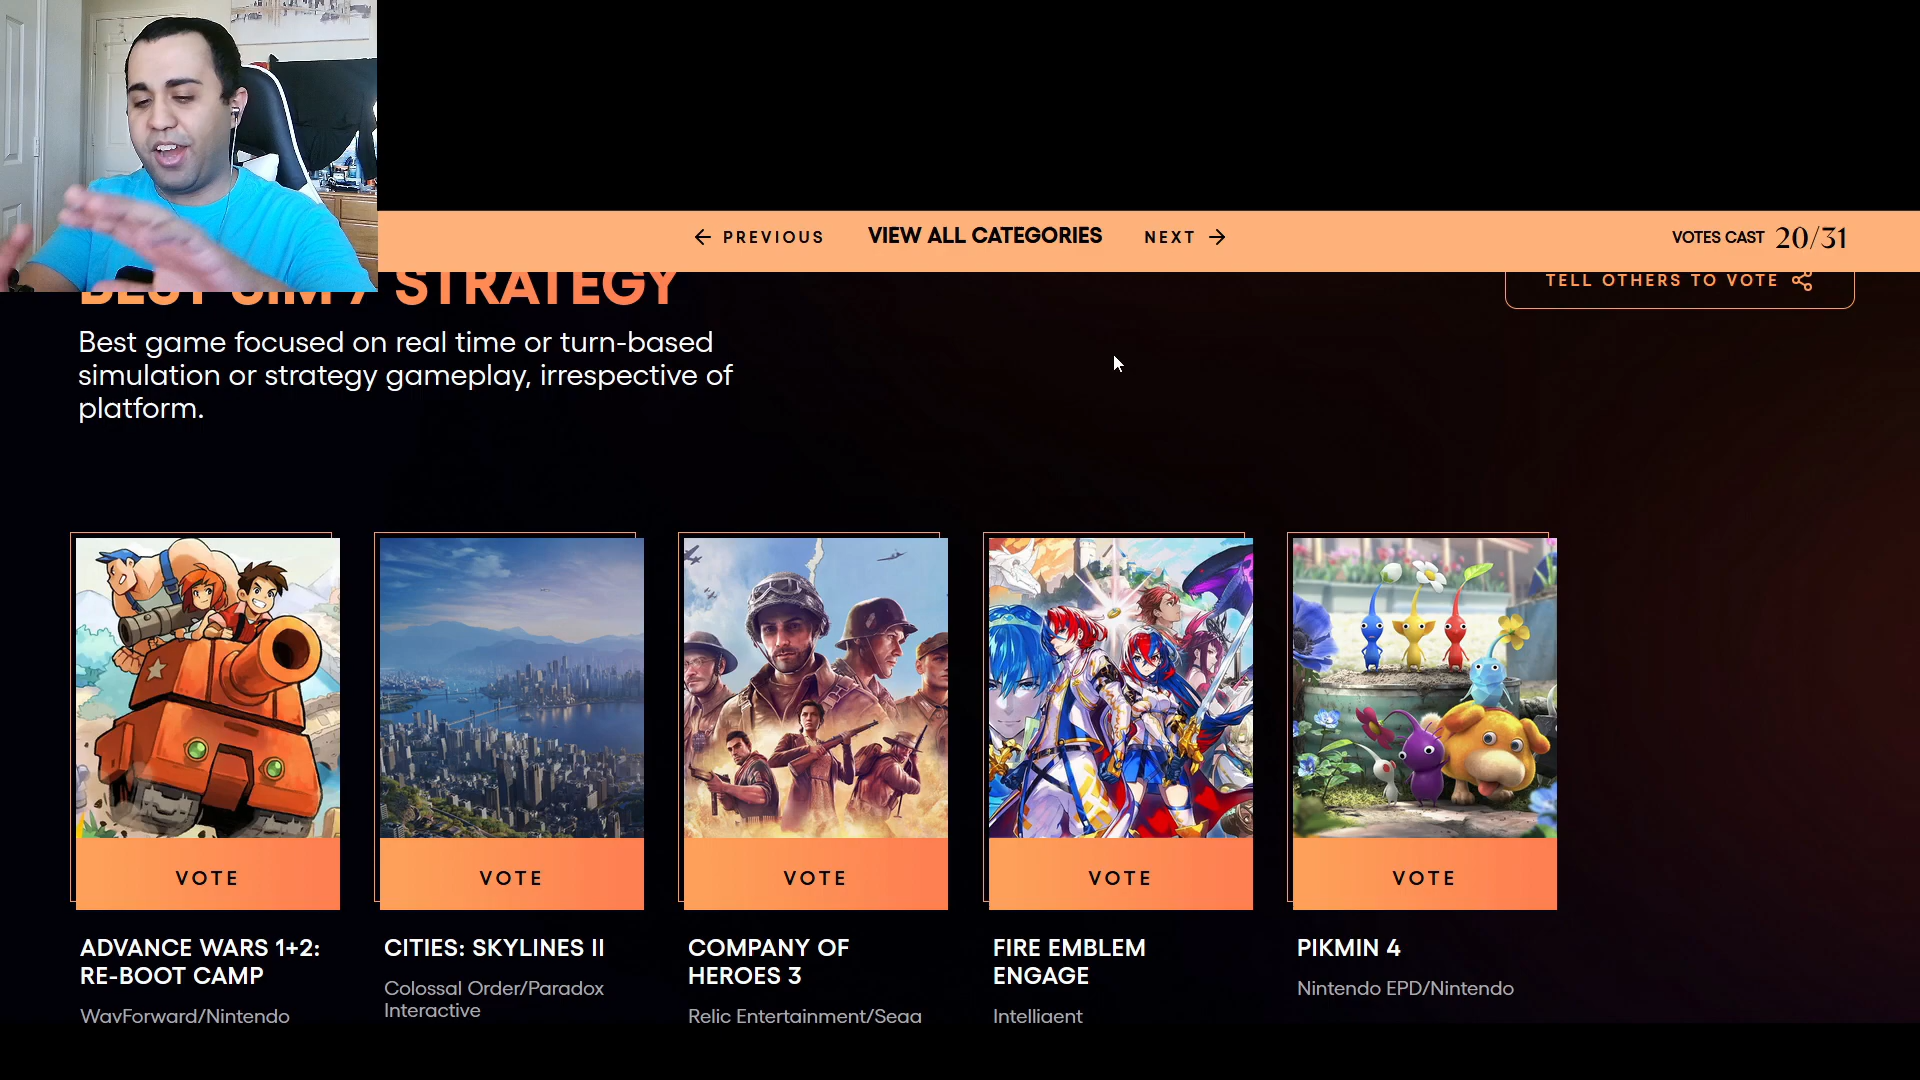 PREVIOUS
VIEW ALL CATEGORIES
NEXT
VOTES CAST 20/31
BEST SIM / STRATEGY
TELL OTHERS TO VOTE
Best game focused on real time or turn-based
simulation or strategy gameplay, irrespective of
platform.
VOTE
VOTE
VOTE
VOTE
VOTE
ADVANCE WARS 1+2:
RE-BOOT CAMP
WayForward/Nintendo
CITIES: SKYLINES II
Colossal Order/Paradox
Interactive
COMPANY OF
HEROES 3
Relic Entertainment/Sega
FIRE EMBLEM
ENGAGE
Intelligent
PIKMIN 4
Nintendo EPD/Nintendo